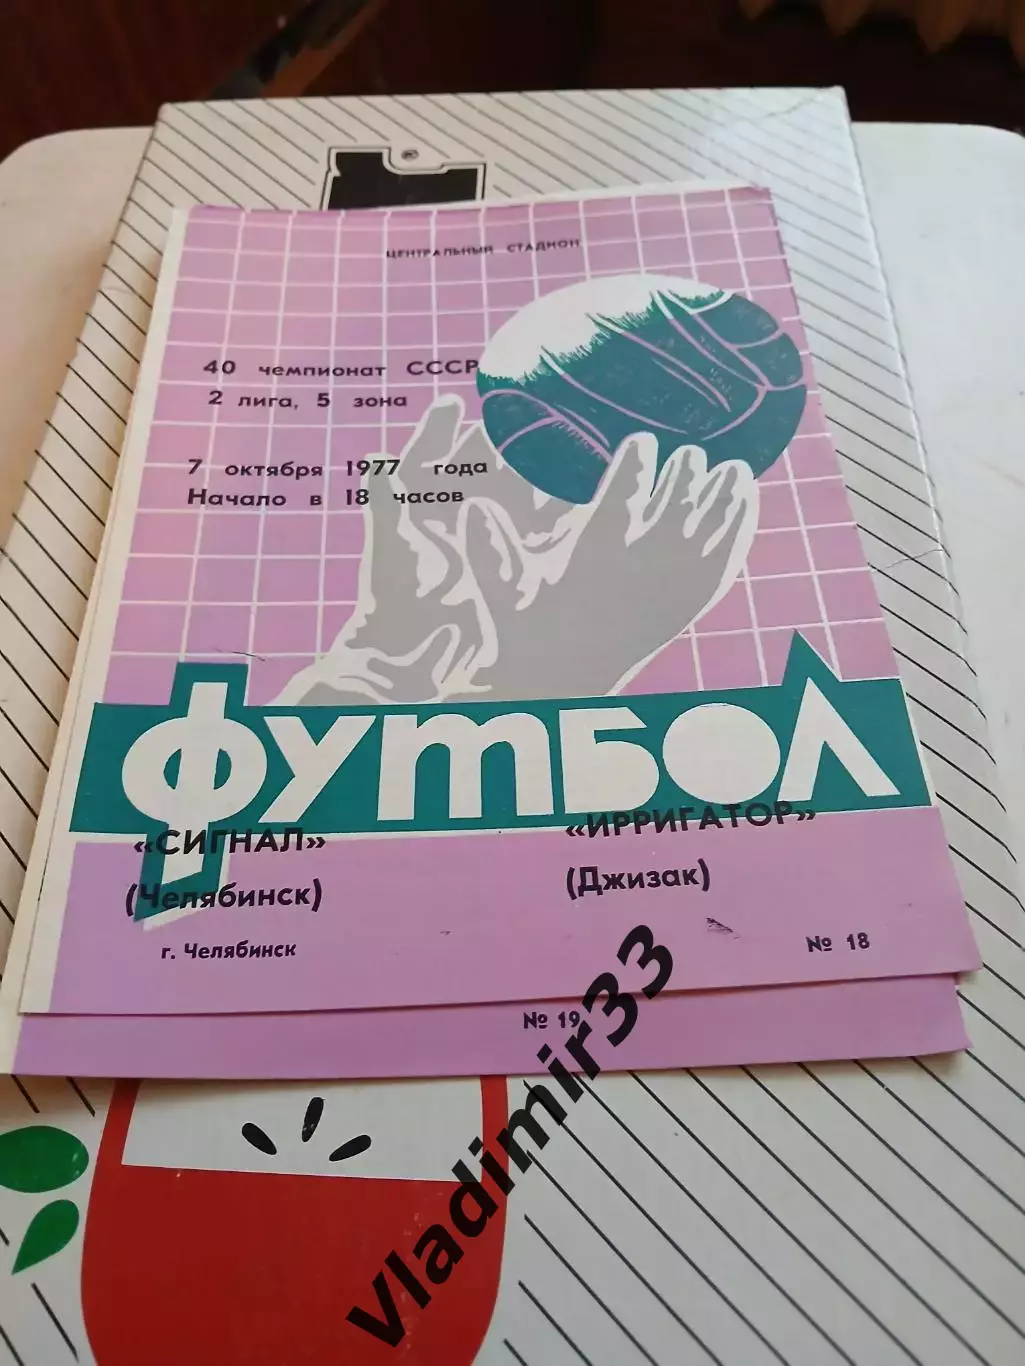 ®
ЦЕНТРАЛЬНЫЙ СТАДИОН
40 чемпионат СССР
2 лига, 5 зона
7 октября 1977 года
Начало в 18 часов
ФУТБОЛ
«СИГНАЛ»
(Челябинск)
«ИРРИГАТОР»
(Джизак)
г. Челябинск
№ 18
№ 19
Vladimir33